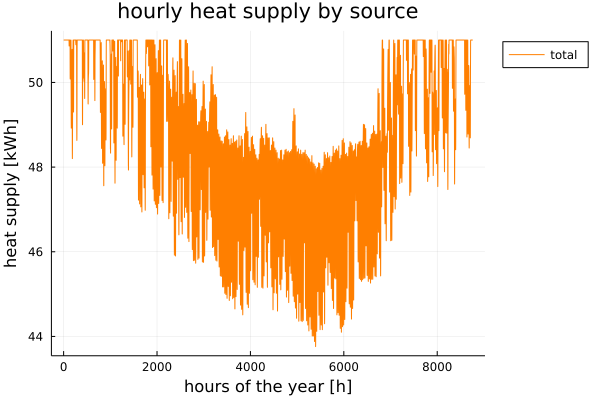 hourly heat supply by source
total
heat supply [kWh]
50
48
46
44
0
2000
4000
6000
8000
hours of the year [h]